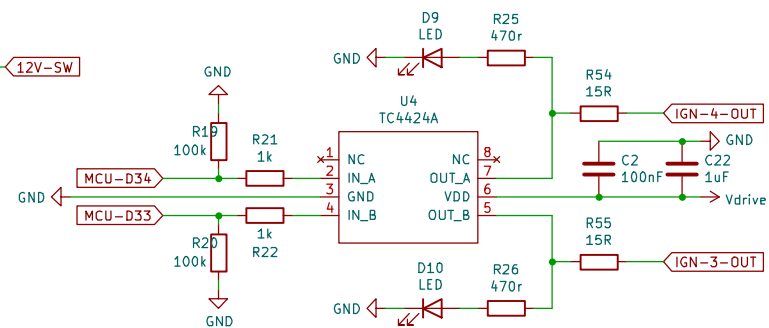 D9
LED
R25
470r
GND
12V-SW
GND
R54
15R
U4
TC4424A
IGN-4-OUT
R19
100k
R21
1k
1
NC
NC
8
C2
100nF
C22
1uF
GND
MCU-D34
2
IN_A
OUT_A
7
GND
3
GND
VDD
6
Vdrive
MCU-D33
4
IN_B
OUT_B
5
R55
15R
R20
100k
1k
R22
IGN-3-OUT
D10
LED
R26
470r
GND
GND